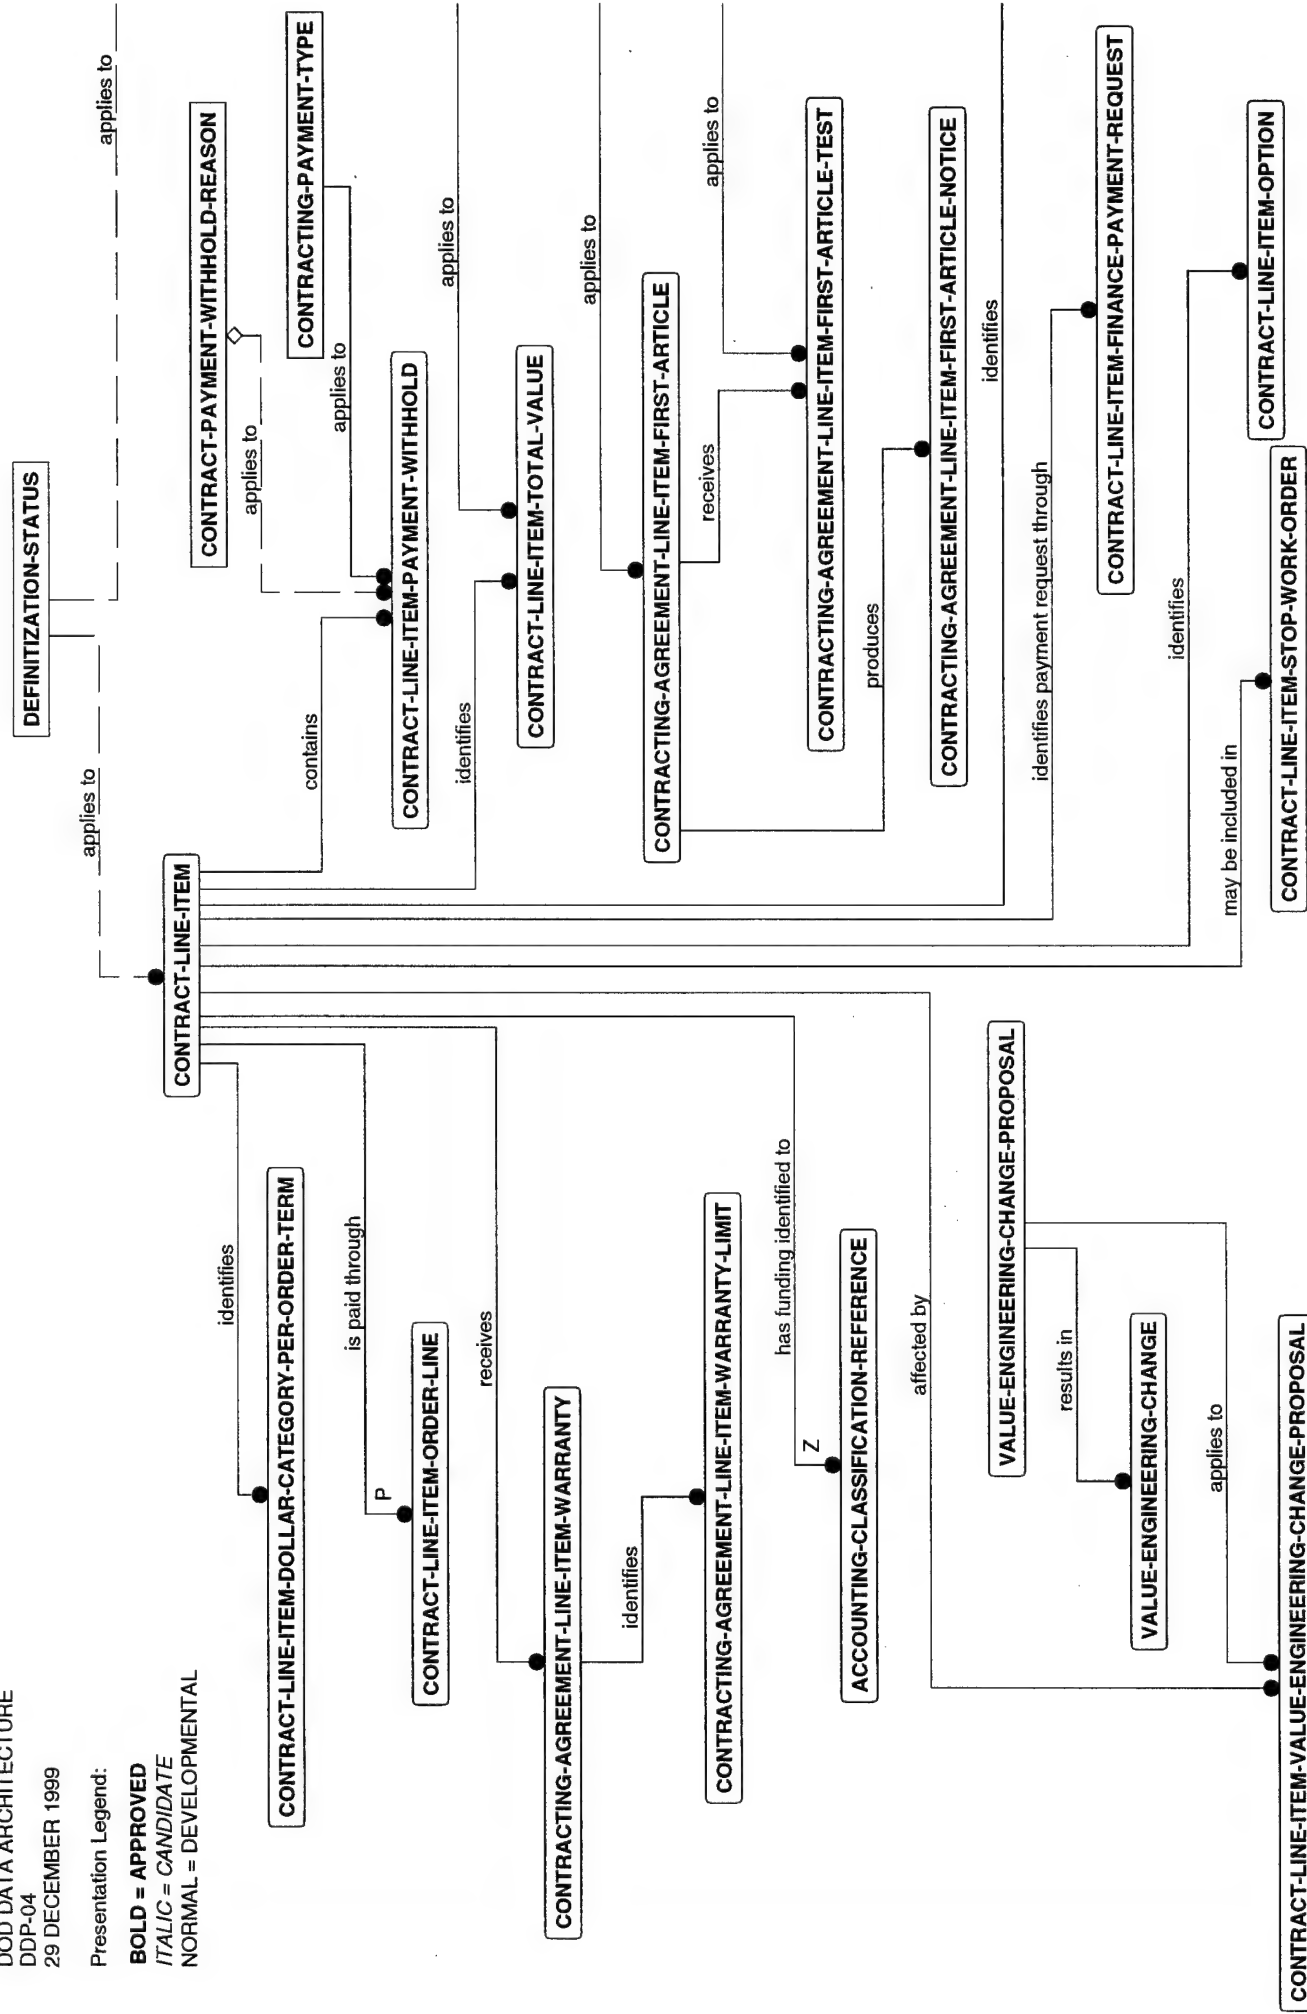 DOD DATA ARCHITECTURE
DDP-04
29 DECEMBER 1999
Presentation Legend:
BOLD = APPROVED
ITALIC = CANDIDATE
NORMAL = DEVELOPMENTAL
DEFINITIZATION-STATUS
applies to
applies to
CONTRACT-LINE-ITEM
CONTRACT-PAYMENT-WITHHOLD-REASON
applies to
CONTRACTING-PAYMENT-TYPE
applies to
contains
CONTRACT-LINE-ITEM-PAYMENT-WITHHOLD
identifies
CONTRACT-LINE-ITEM-DOLLAR-CATEGORY-PER-ORDER-TERM
is paid through
P
CONTRACT-LINE-ITEM-ORDER-LINE
identifies
applies to
CONTRACT-LINE-ITEM-TOTAL-VALUE
receives
CONTRACTING-AGREEMENT-LINE-ITEM-WARRANTY
applies to
CONTRACTING-AGREEMENT-LINE-ITEM-FIRST-ARTICLE
identifies
CONTRACTING-AGREEMENT-LINE-ITEM-WARRANTY-LIMIT
receives
applies to
CONTRACTING-AGREEMENT-LINE-ITEM-FIRST-ARTICLE-TEST
has funding identified to
Z
ACCOUNTING-CLASSIFICATION-REFERENCE
produces
CONTRACTING-AGREEMENT-LINE-ITEM-FIRST-ARTICLE-NOTICE
affected by
identifies
VALUE-ENGINEERING-CHANGE-PROPOSAL
identifies payment request through
CONTRACT-LINE-ITEM-FINANCE-PAYMENT-REQUEST
results in
VALUE-ENGINEERING-CHANGE
identifies
CONTRACT-LINE-ITEM-OPTION
applies to
may be included in
CONTRACT-LINE-ITEM-STOP-WORK-ORDER
CONTRACT-LINE-ITEM-VALUE-ENGINEERING-CHANGE-PROPOSAL